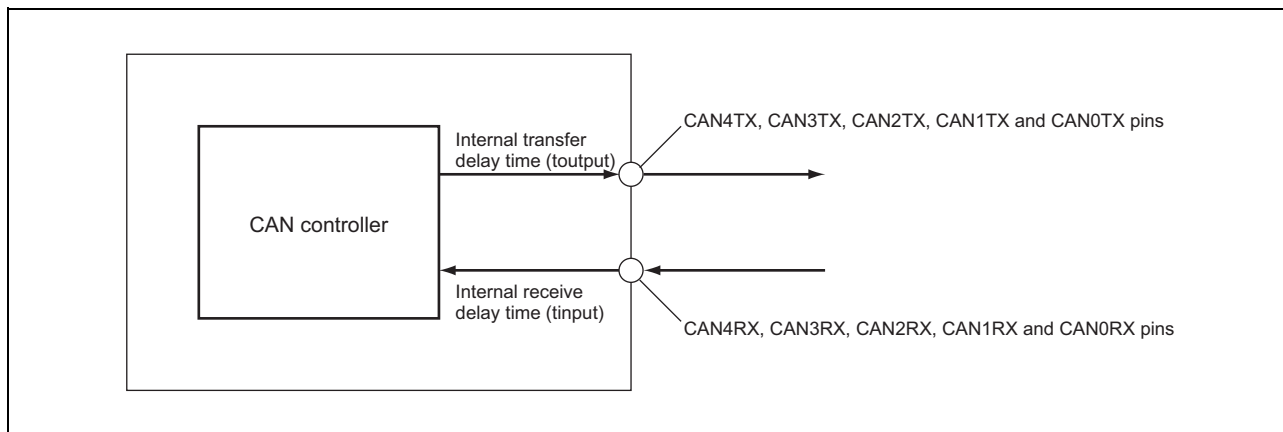 CAN4TX, CAN3TX, CAN2TX, CAN1TX and CAN0TX pins
Internal transfer
delay time (toutput)
CAN controller
Internal receive
delay time (tinput)
CAN4RX, CAN3RX, CAN2RX, CAN1RX and CAN0RX pins